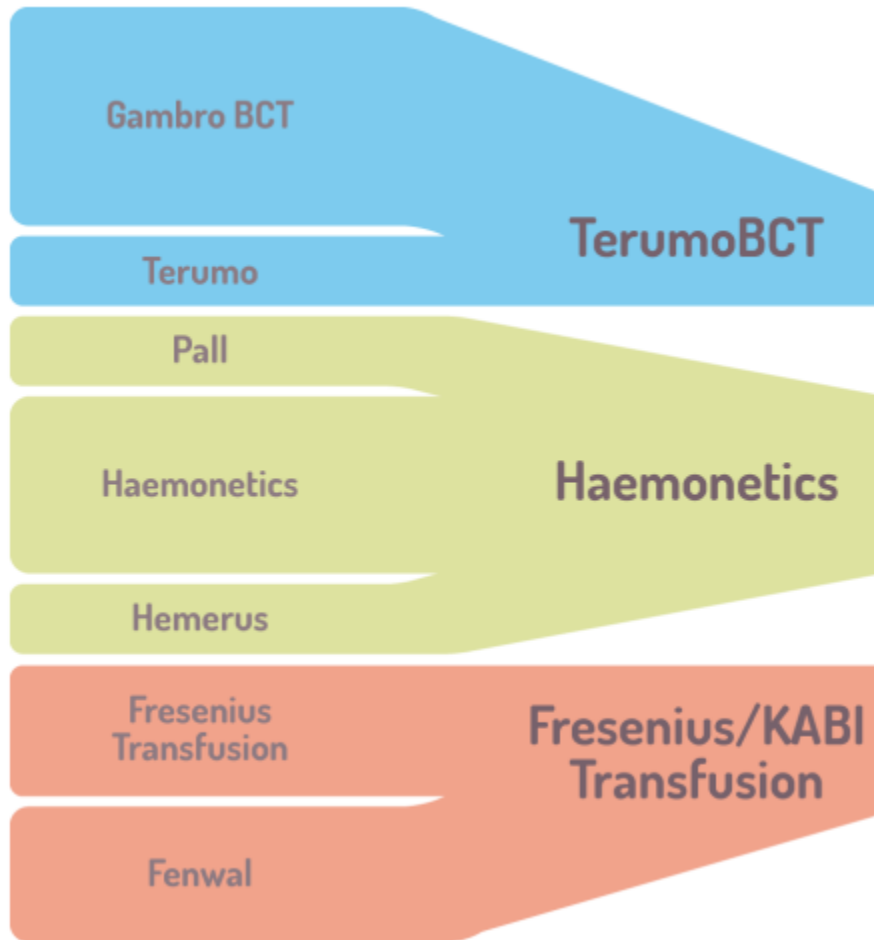 Gambro BCT
TerumoBCT
Terumo
Pall
Haemonetics
Haemonetics
Hemerus
Fresenius
Transfusion
Fresenius/KABI
Transfusion
Fenwal